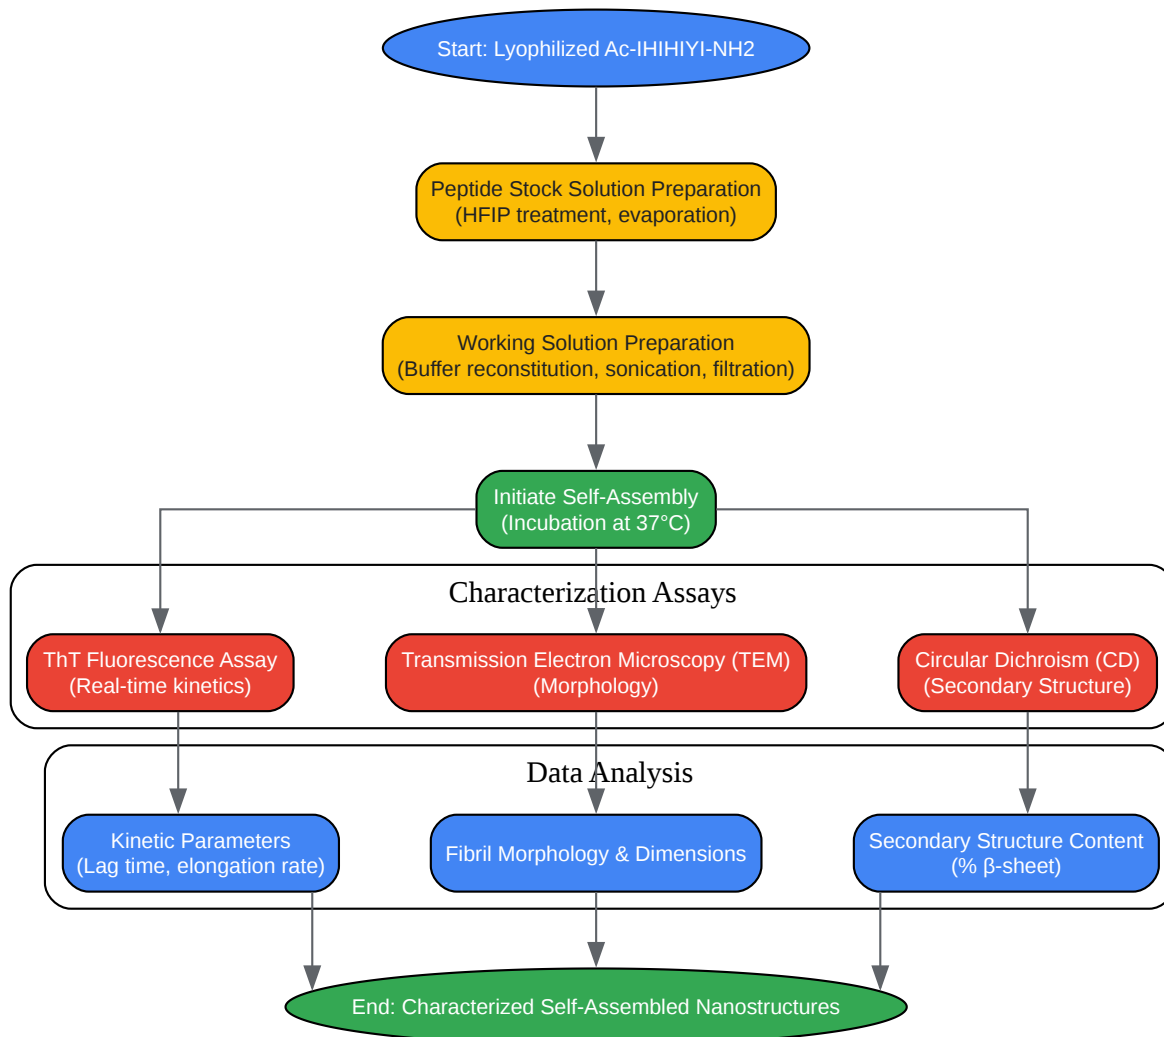 Start: Lyophilized Ac-IHIHIYI-NH2
Peptide Stock Solution Preparation
(HFIP treatment, evaporation)
Working Solution Preparation
(Buffer reconstitution, sonication, filtration)
Initiate Self-Assembly
(Incubation at 37°C)
Characterization Assays
ThT Fluorescence Assay
(Real-time kinetics)
Transmission Electron Microscopy (TEM)
(Morphology)
Circular Dichroism (CD)
(Secondary Structure)
Data Analysis
Kinetic Parameters
(Lag time, elongation rate)
Fibril Morphology & Dimensions
Secondary Structure Content
(% β-sheet)
End: Characterized Self-Assembled Nanostructures